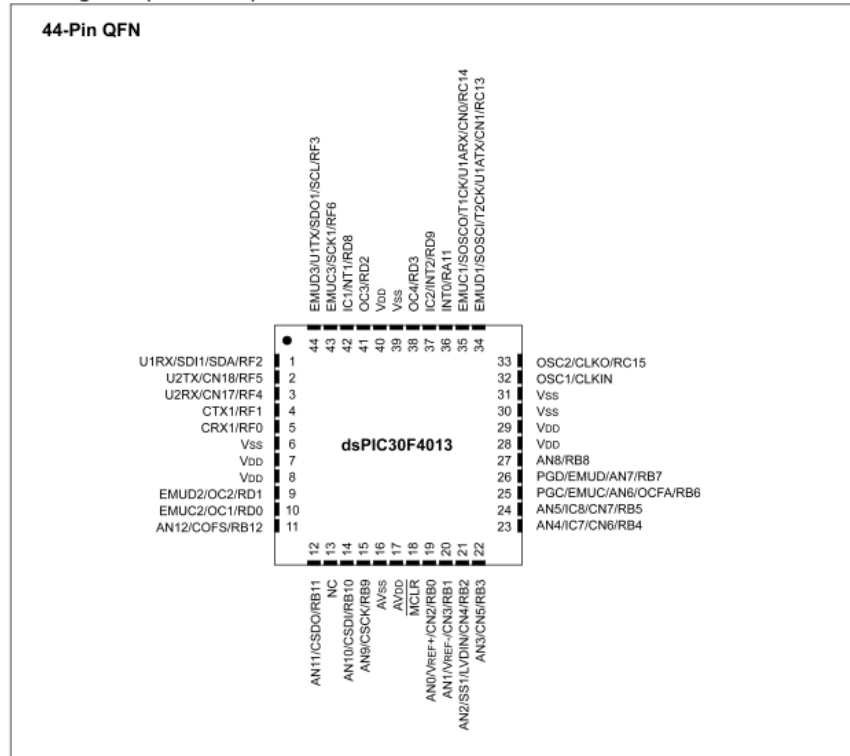 44-Pin QFN
EMUD3/U1TX/SDO1/SCL/RF3
EMUC3/SCK1/RF6
IC1/NT1/RD8
OC3/RD2
VDD
VSS
OC4/RD3
IC2/INT2/RD9
INT0/RA11
EMUC1/SOSCO/T1CK/U1ARX/CN0/RC14
EMUD1/SOSCI/T2CK/U1ATX/CN1/RC13
44 43 42 41 40 39 38 37 36 35 34
U1RX/SDI1/SDA/RF2 1
U2TX/CN18/RF5 2
U2RX/CN17/RF4 3
CTX1/RF1 4
CRX1/RF0 5
VSS 6
VDD 7
VDD 8
EMUD2/OC2/RD1 9
EMUC2/OC1/RD0 10
AN12/COFS/RB12 11
dsPIC30F4013
33 OSC2/CLKO/RC15
32 OSC1/CLKIN
31 VSS
30 VSS
29 VDD
28 VDD
27 AN8/RB8
26 PGD/EMUD/AN7/RB7
25 PGC/EMUC/AN6/OCFA/RB6
24 AN5/IC8/CN7/RB5
23 AN4/IC7/CN6/RB4
12 13 14 15 16 17 18 19 20 21 22
AN11/CSDO/RB11
NC
AN10/CSDI/RB10
AN9/CSCK/RB9
AVSS
AVDD
MCLR
AN0/VREF+/CN2/RB0
AN1/VREF-/CN3/RB1
AN2/SS1/LVDIN/CN4/RB2
AN3/CN5/RB3